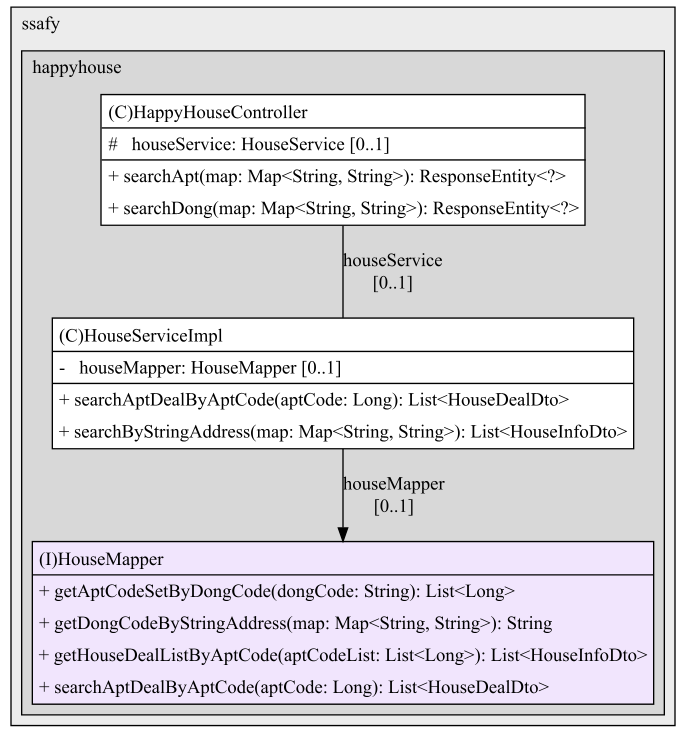 ssafy
happyhouse
(C)HappyHouseController
# houseService: HouseService [0..1]
+ searchApt(map: Map<String, String>): ResponseEntity<?>
+ searchDong(map: Map<String, String>): ResponseEntity<?>
houseService
[0..1]
(C)HouseServiceImpl
- houseMapper: HouseMapper [0..1]
+ searchAptDealByAptCode(aptCode: Long): List<HouseDealDto>
+ searchByStringAddress(map: Map<String, String>): List<HouseInfoDto>
houseMapper
[0..1]
(I)HouseMapper
+ getAptCodeSetByDongCode(dongCode: String): List<Long>
+ getDongCodeByStringAddress(map: Map<String, String>): String
+ getHouseDealListByAptCode(aptCodeList: List<Long>): List<HouseInfoDto>
+ searchAptDealByAptCode(aptCode: Long): List<HouseDealDto>